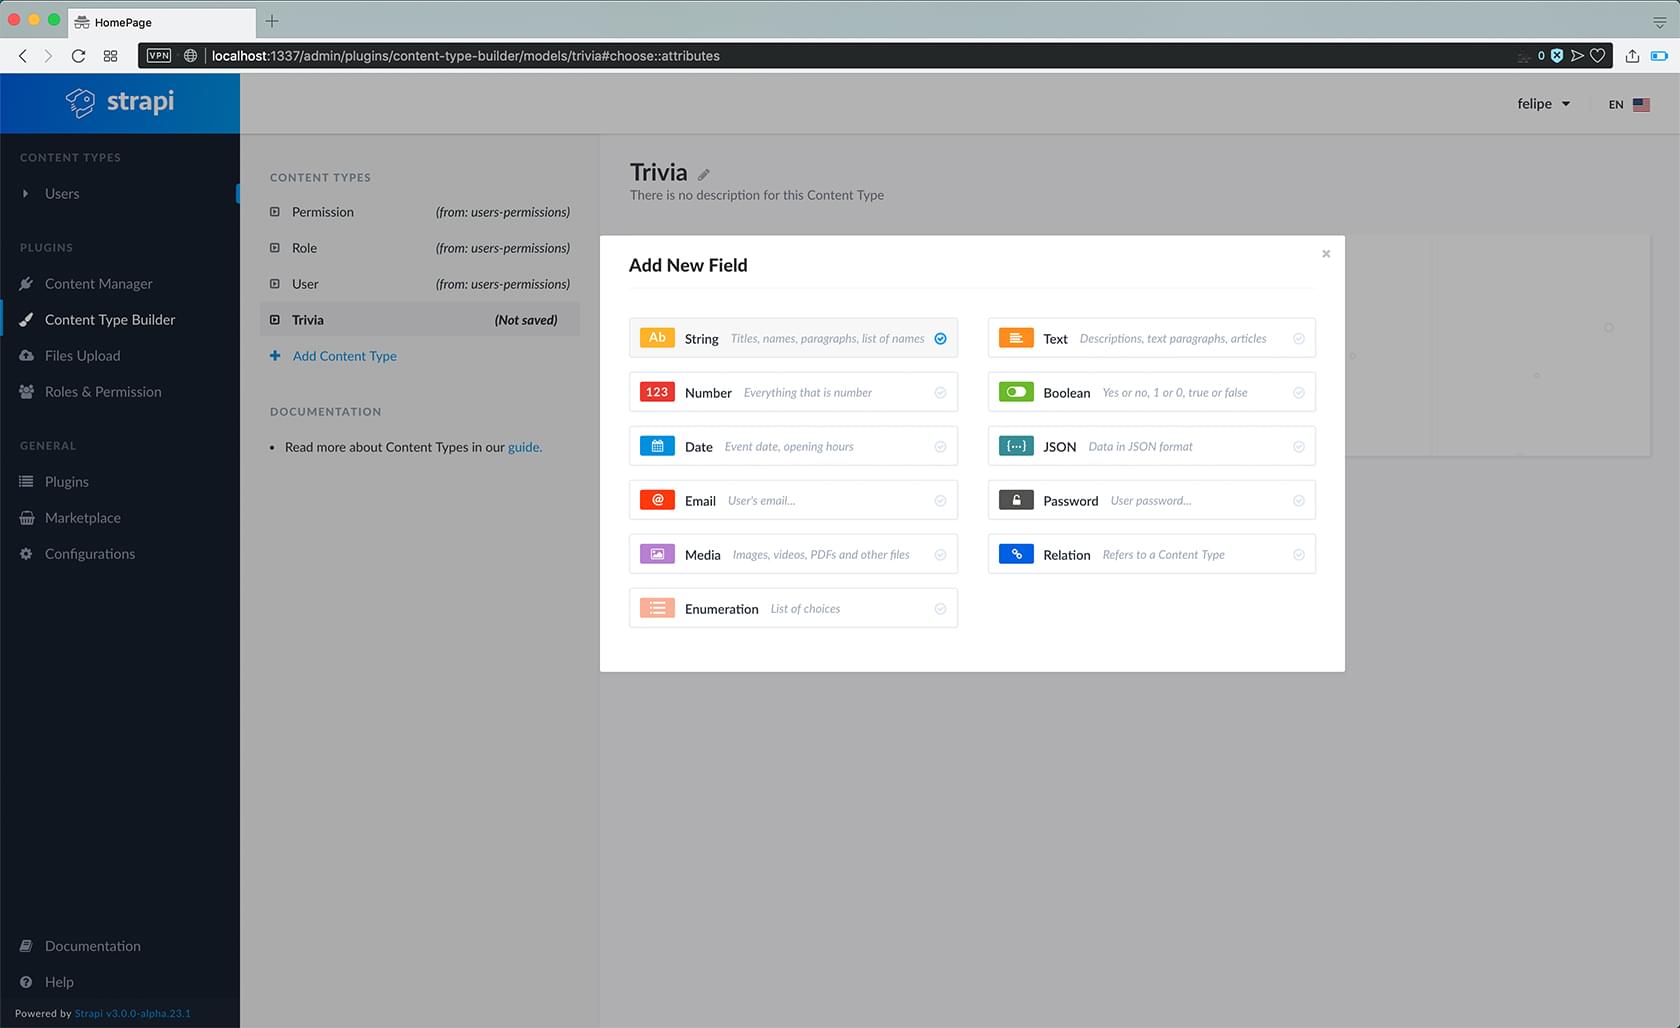 HomePage
VPN localhost:1337/admin/plugins/content-type-builder/models/trivia#choose::attributes 0
strapi
felipe EN
CONTENT TYPES
Users
PLUGINS
Content Manager
Content Type Builder
Files Upload
Roles & Permission
GENERAL
Plugins
Marketplace
Configurations
Documentation
Help
Powered by Strapi v3.0.0-alpha.23.1
CONTENT TYPES
Permission (from: users-permissions)
Role (from: users-permissions)
User (from: users-permissions)
Trivia (Not saved)
Add Content Type
DOCUMENTATION
• Read more about Content Types in our guide.
Trivia
There is no description for this Content Type
Add New Field
Ab String Titles, names, paragraphs, list of names
Text Descriptions, text paragraphs, articles
123 Number Everything that is number
Boolean Yes or no, 1 or 0, true or false
Date Event date, opening hours
{···} JSON Data in JSON format
@ Email User's email...
Password User password...
Media Images, videos, PDFs and other files
Relation Refers to a Content Type
Enumeration List of choices